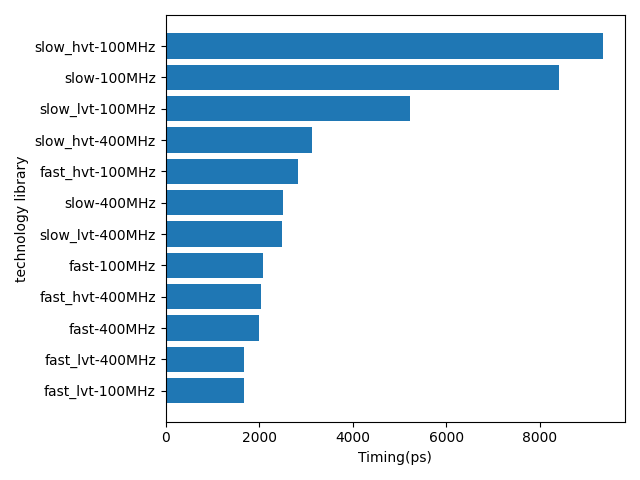 slow_hvt-100MHz
slow-100MHz
slow_lvt-100MHz
slow_hvt-400MHz
fast_hvt-100MHz
slow-400MHz
slow_lvt-400MHz
fast-100MHz
fast_hvt-400MHz
fast-400MHz
fast_lvt-400MHz
fast_lvt-100MHz
technology library
0 2000 4000 6000 8000
Timing(ps)